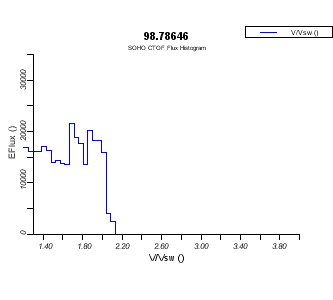 98.78646
SOHO CTOF Flux Histogram
V/Vsw ()
EFlux ()
30000
20000
10000
0
1.40 1.80 2.20 2.60 3.00 3.40 3.80
V/Vsw ()